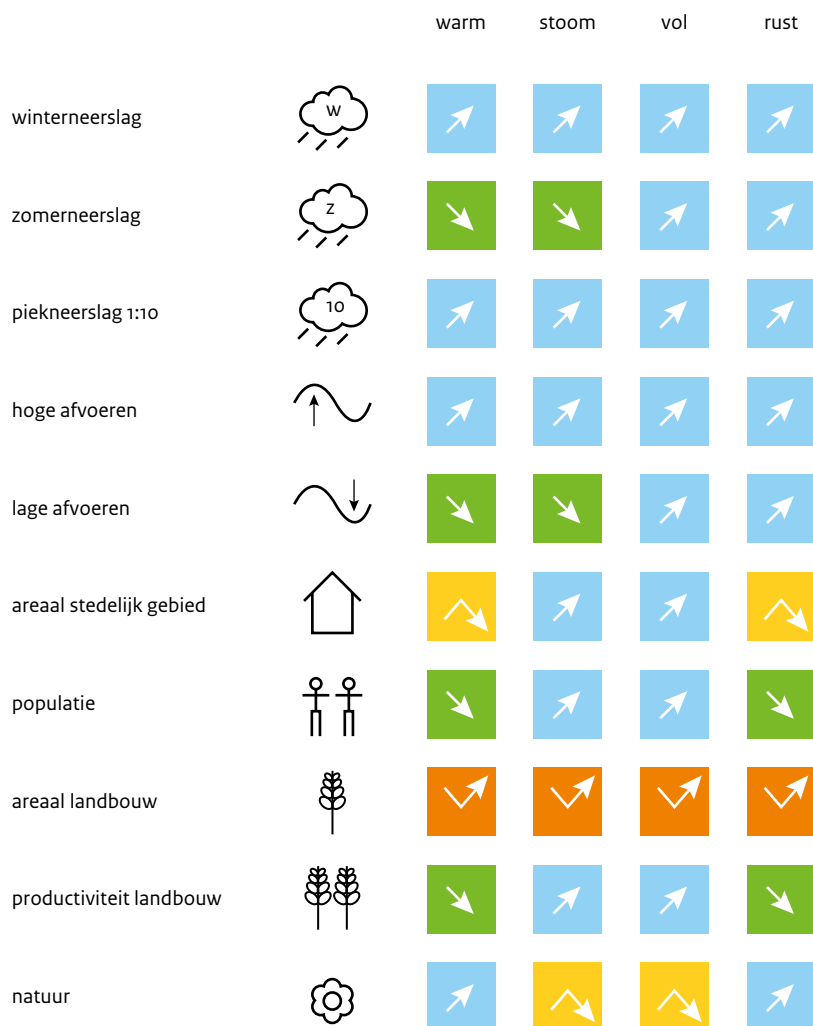 warm stoom vol rust
winterneerslag W
zomerneerslag Z
piekneerslag 1:10 10
hoge afvoeren
lage afvoeren
areaal stedelijk gebied
populatie
areaal landbouw
productiviteit landbouw
natuur